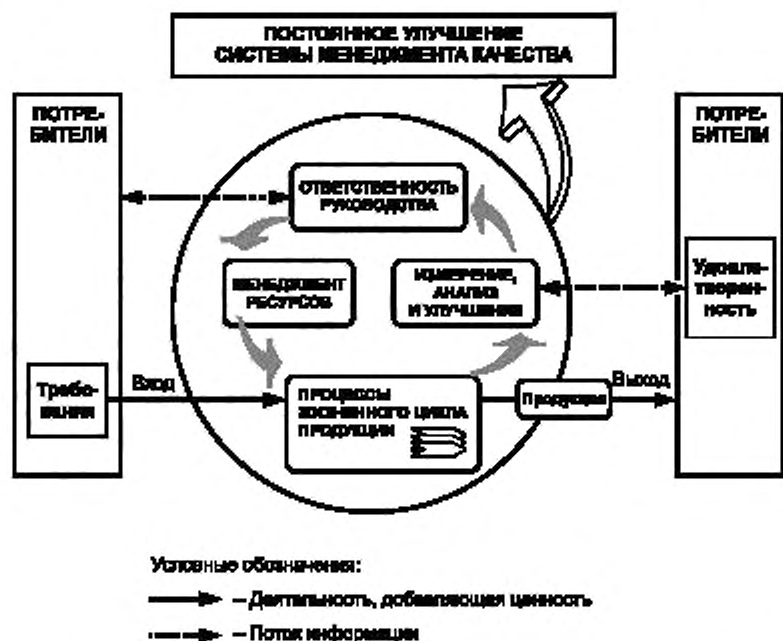 ПОСТОЯННОЕ УЛУЧШЕНИЕ
СИСТЕМЫ МЕНЕДЖМЕНТА КАЧЕСТВА
ПОТРЕ-
БИТЕЛИ
ПОТРЕ-
БИТЕЛИ
ОТВЕТСТВЕННОСТЬ
РУКОВОДСТВА
МЕНЕДЖМЕНТ
РЕСУРСОВ
ИЗМЕРЕНИЕ,
АНАЛИЗ
И УЛУЧШЕНИЕ
Удовле-
творен-
ность
Требо-
вания
Вход
ПРОЦЕССЫ
ЖИЗНЕННОГО ЦИКЛА
ПРОДУКЦИИ
Продукция
Выход
Условные обозначения:
– Деятельность, добавляющая ценность
– Поток информации